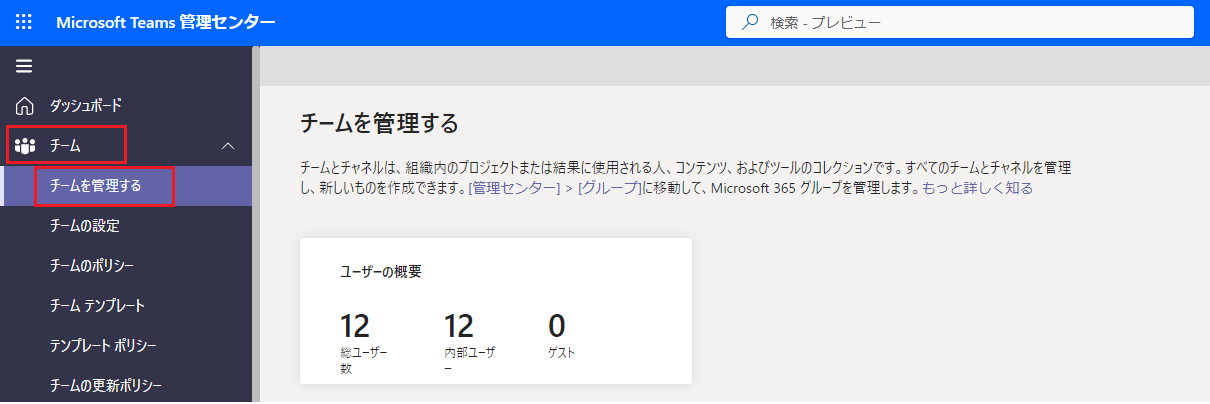 Microsoft Teams 管理センター
検索 - プレビュー
ダッシュボード
チーム
チームを管理する
チームの設定
チームのポリシー
チーム テンプレート
テンプレート ポリシー
チームの更新ポリシー
チームを管理する
チームとチャネルは、組織内のプロジェクトまたは結果に使用される人、コンテンツ、およびツールのコレクションです。すべてのチームとチャネルを管理
し、新しいものを作成できます。[管理センター] > [グループ]に移動して、Microsoft 365 グループを管理します。もっと詳しく知る
ユーザーの概要
12 12 0
総ユーザー 内部ユーザ ゲスト
数 ー